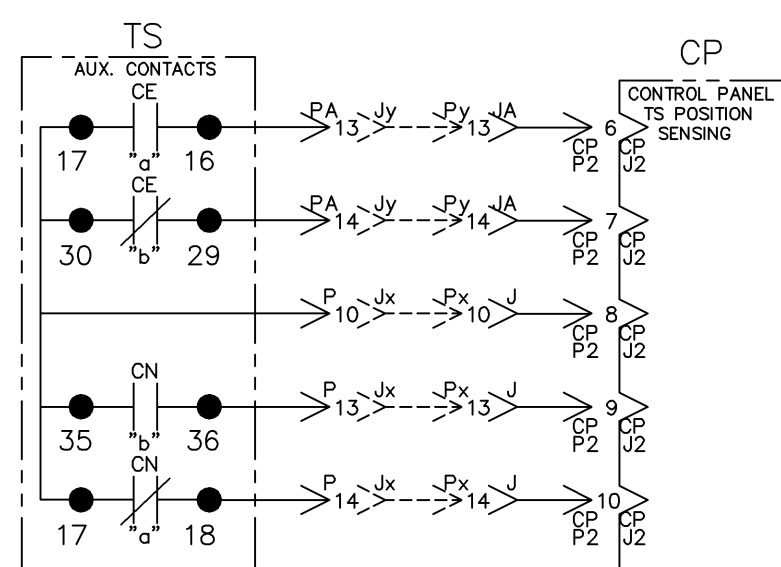 TS
CP
AUX. CONTACTS
CONTROL PANEL
TS POSITION
SENSING
CE
PA 13 Jy Py 13 JA 6
17 "a" 16
CP P2 CP J2
CE
PA 14 Jy Py 14 JA 7
30 "b" 29
CP P2 CP J2
P 10 Jx Px 10 J 8
CP P2 CP J2
CN
P 13 Jx Px 13 J 9
35 "b" 36
CP P2 CP J2
CN
P 14 Jx Px 14 J 10
17 "a" 18
CP P2 CP J2